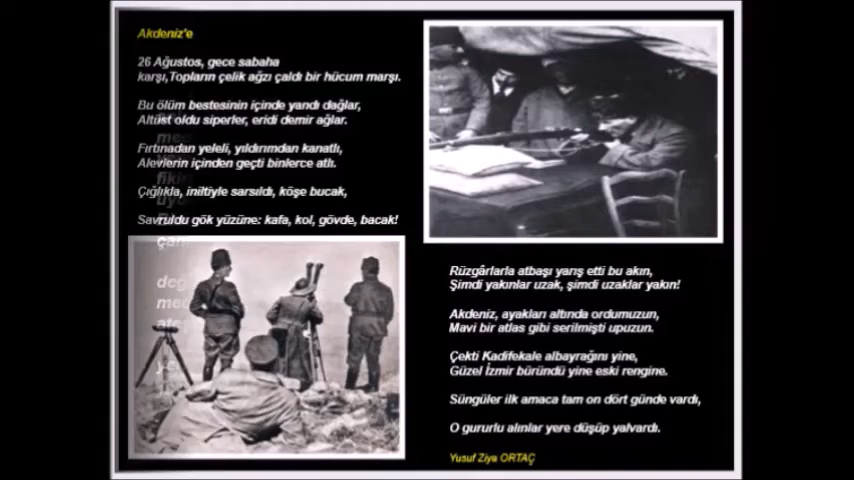 Akdeniz'e
26 Ağustos, gece sabaha
karşı,Topların çelik ağzı çaldı bir hücum marşı.
Bu ölüm bestesinin içinde yandı dağlar,
Altüst oldu siperler, eridi demir ağlar.
Fırtınadan yeleli, yıldırımdan kanatlı,
Alevlerin içinden geçti binlerce atlı.
Çığlıkla, iniltiyle sarsıldı, köşe bucak,
Savruldu gök yüzüne: kafa, kol, gövde, bacak!
Rüzgârlarla atbaşı yarış etti bu akın,
Şimdi yakınlar uzak, şimdi uzaklar yakın!
Akdeniz, ayakları altında ordumuzun,
Mavi bir atlas gibi serilmişti upuzun.
Çekti Kadifekale albayrağını yine,
Güzel İzmir büründü yine eski rengine.
Süngüler ilk amaca tam on dört günde vardı,
O gururlu alınlar yere düşüp yalvardı.
Yusuf Ziya ORTAÇ